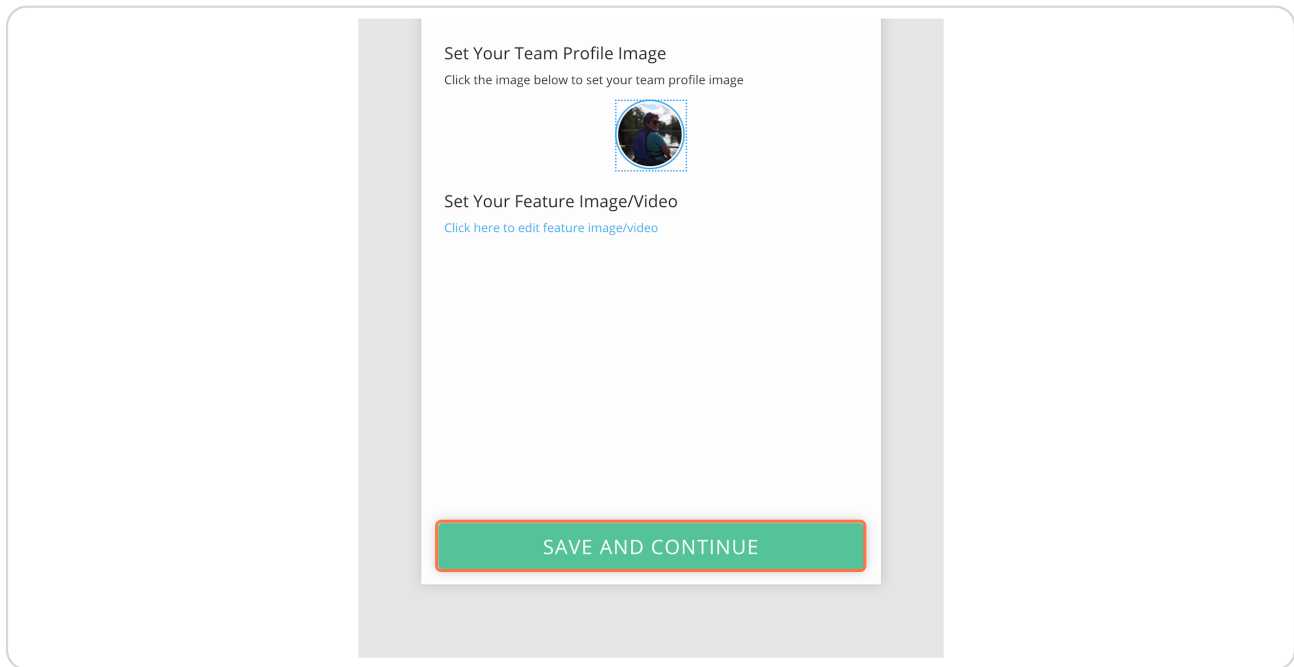 Set Your Team Profile Image
Click the image below to set your team profile image
Set Your Feature Image/Video
Click here to edit feature image/video
SAVE AND CONTINUE